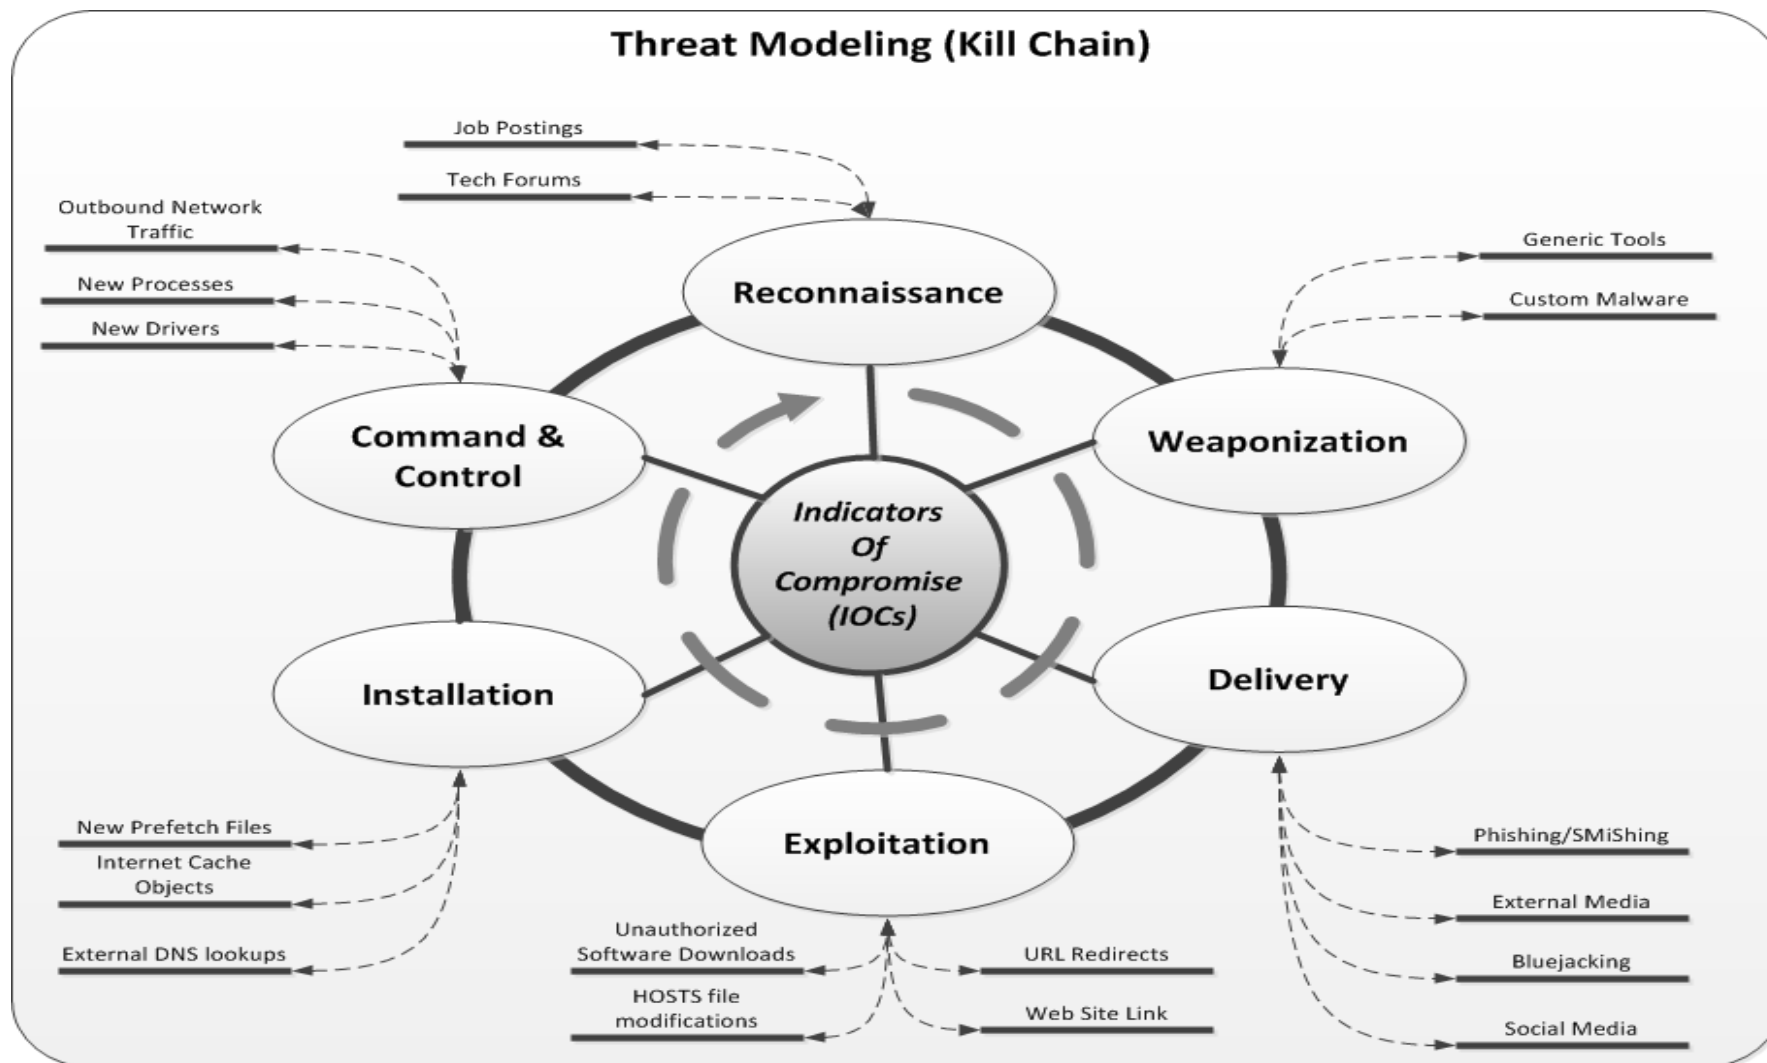 Threat Modeling (Kill Chain)
Job Postings
Tech Forums
Outbound Network
Traffic
New Processes
New Drivers
Generic Tools
Custom Malware
Reconnaissance
Command &
Control
Weaponization
Indicators
Of
Compromise
(IOCs)
Installation
Delivery
Exploitation
New Prefetch Files
Internet Cache
Objects
External DNS lookups
Unauthorized
Software Downloads
HOSTS file
modifications
URL Redirects
Web Site Link
Phishing/SMiShing
External Media
Bluejacking
Social Media